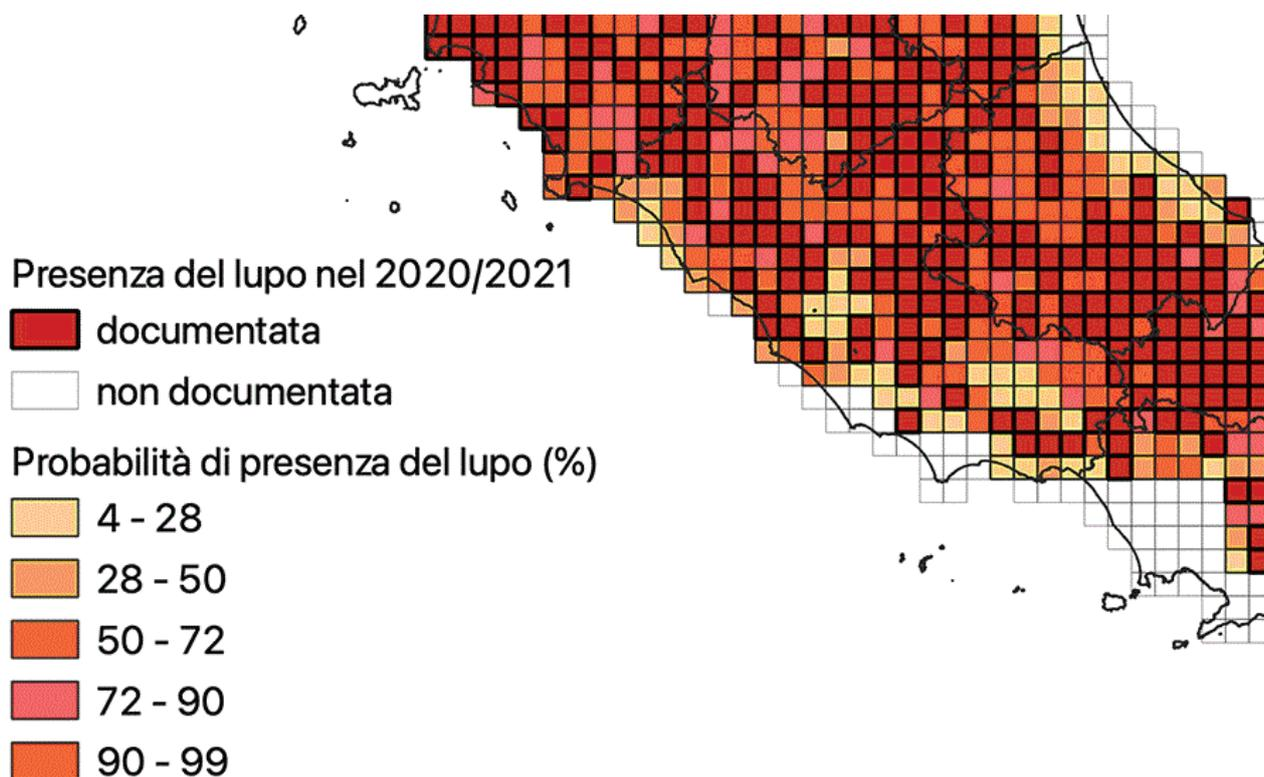 Presenza del lupo nel 2020/2021
documentata
non documentata
Probabilità di presenza del lupo (%)
4 - 28
28 - 50
50 - 72
72 - 90
90 - 99